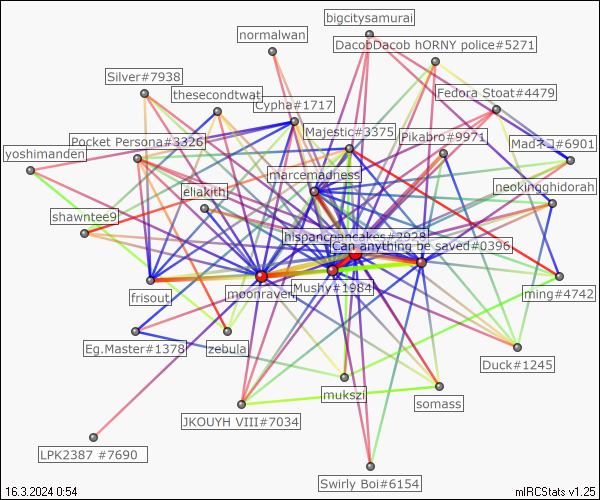 bigcitysamurai
normalwan
DacobDacob hORNY police#5271
Silver#7938
thesecondtwat
Fedora Stoat#4479
Cypha#1717
Majestic#3375
Pocket Persona#3326
Pikabro#9971
Madネコ#6901
yoshimanden
marcemadness
eliakith
neokingghidorah
shawntee9
hispancpancakes#2928
Can anything be saved#0396
frisout
moonraven
Mushy#1984
ming#4742
Eg.Master#1378
zebula
Duck#1245
mukszi
somass
JKOUYH VIII#7034
LPK2387 #7690
Swirly Boi#6154
16.3.2024 0:54
mIRCStats v1.25